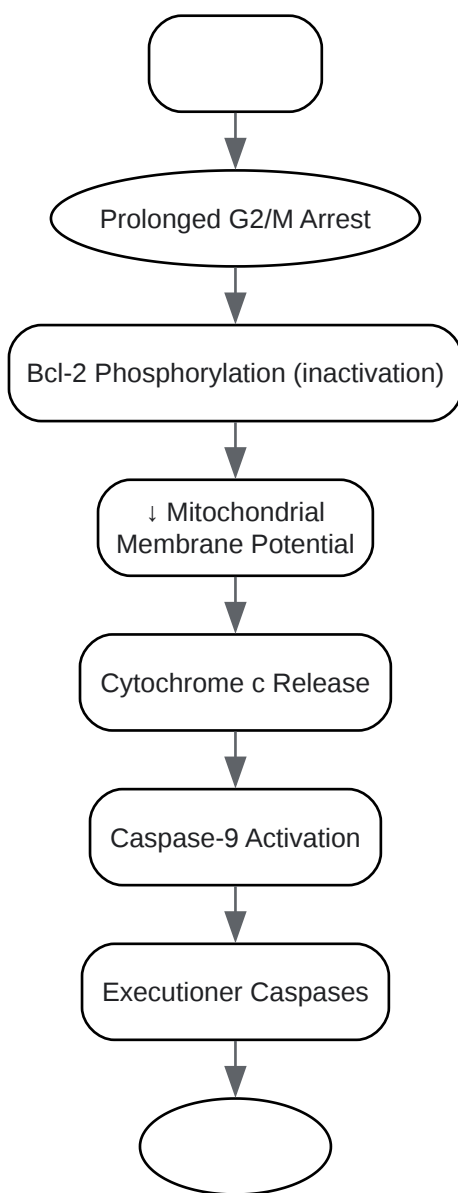 Prolonged G2/M Arrest
Bcl-2 Phosphorylation (inactivation)
↓ Mitochondrial
Membrane Potential
Cytochrome c Release
Caspase-9 Activation
Executioner Caspases